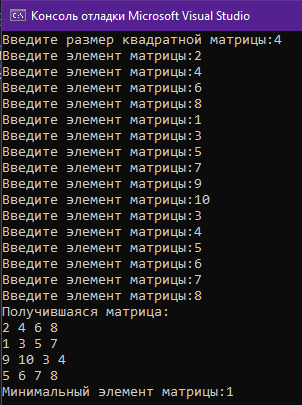 Консоль отладки Microsoft Visual Studio
Введите размер квадратной матрицы:4
Введите элемент матрицы:2
Введите элемент матрицы:4
Введите элемент матрицы:6
Введите элемент матрицы:8
Введите элемент матрицы:1
Введите элемент матрицы:3
Введите элемент матрицы:5
Введите элемент матрицы:7
Введите элемент матрицы:9
Введите элемент матрицы:10
Введите элемент матрицы:3
Введите элемент матрицы:4
Введите элемент матрицы:5
Введите элемент матрицы:6
Введите элемент матрицы:7
Введите элемент матрицы:8
Получившаяся матрица:
2 4 6 8
1 3 5 7
9 10 3 4
5 6 7 8
Минимальный элемент матрицы:1